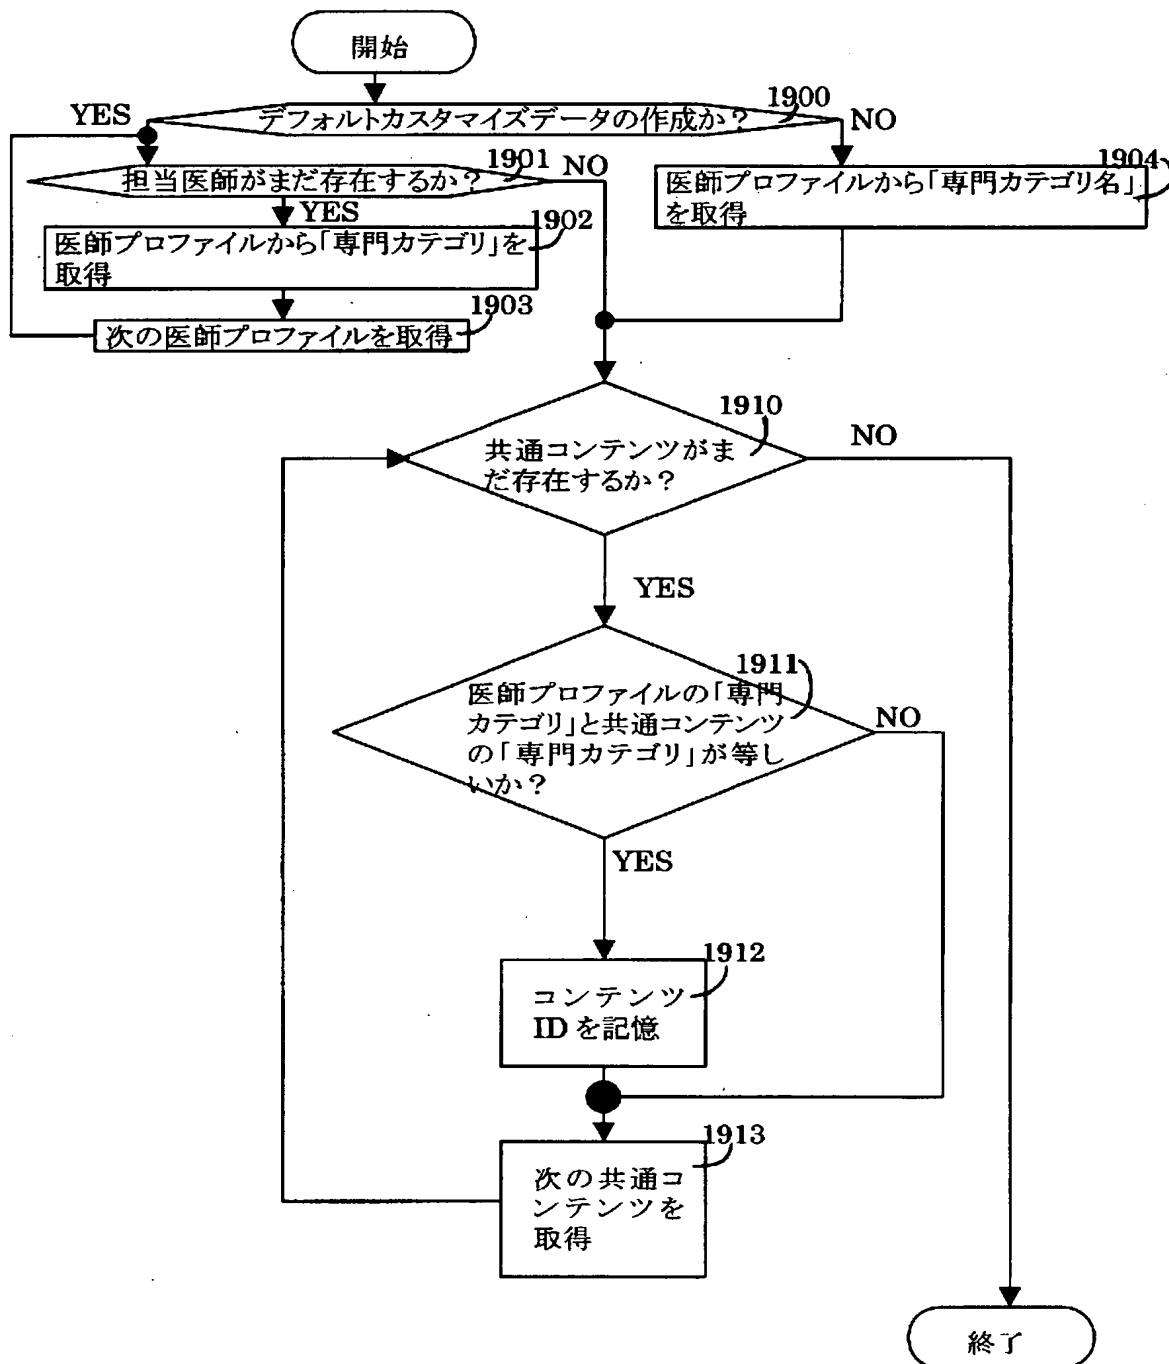 開始
1900
YES
デフォルトカスタマイズデータの作成か？
NO
1901
担当医師がまだ存在するか？
NO
1904
医師プロファイルから「専門カテゴリ名」
を取得
YES
1902
医師プロファイルから「専門カテゴリ」を
取得
1903
次の医師プロファイルを取得
1910
共通コンテンツがま
だ存在するか？
NO
YES
1911
医師プロファイルの「専門
カテゴリ」と共通コンテンツ
の「専門カテゴリ」が等し
いか？
NO
YES
1912
コンテンツ
IDを記憶
1913
次の共通コ
ンテンツを
取得
終了